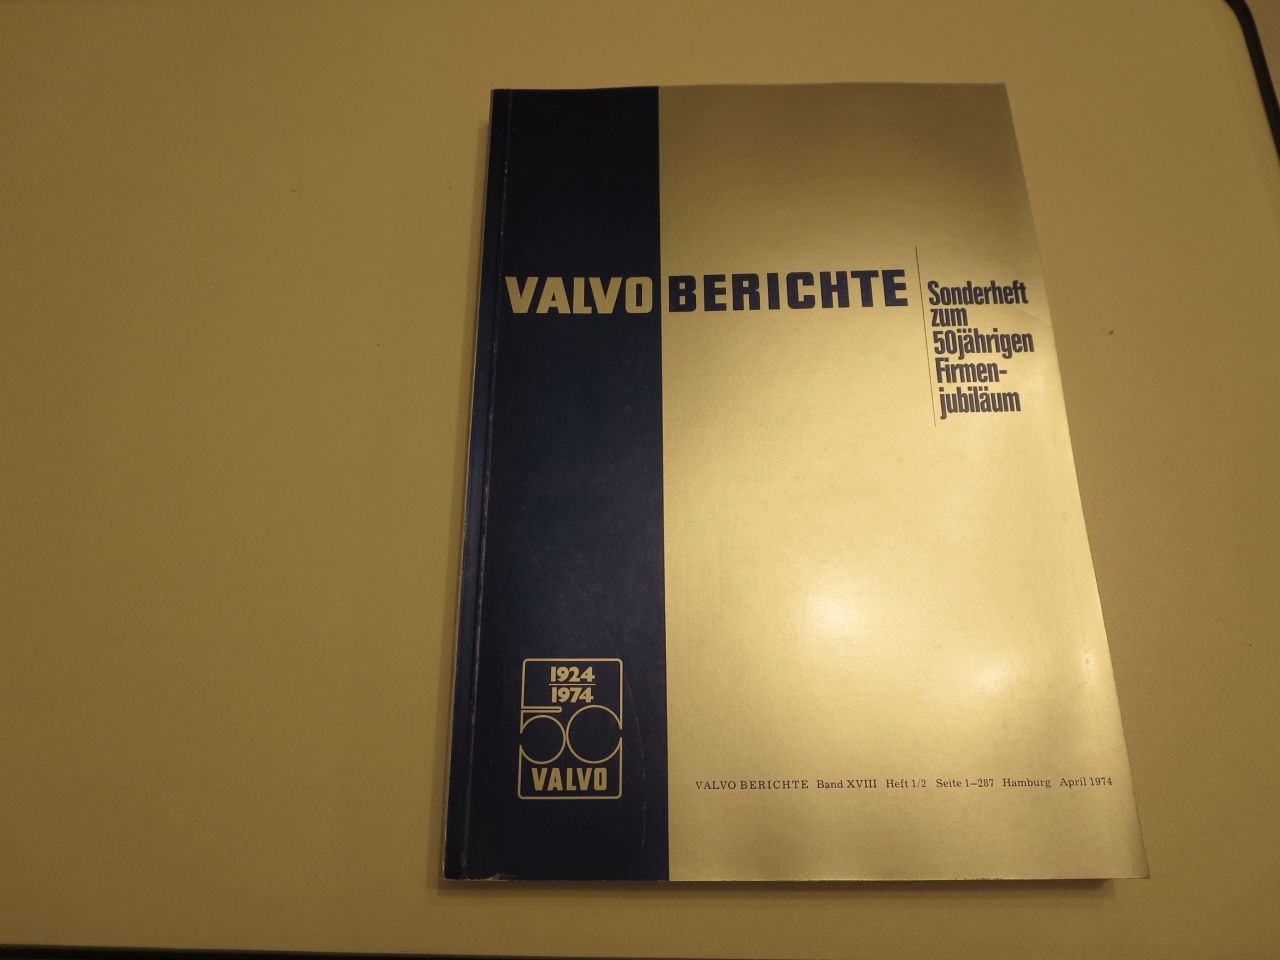 VALVO BERICHTE
Sonderheft
zum
50jährigen
Firmen-
jubiläum
1924
1974
50
VALVO
VALVO BERICHTE Band XVIII Heft 1/2 Seite 1–287 Hamburg April 1974